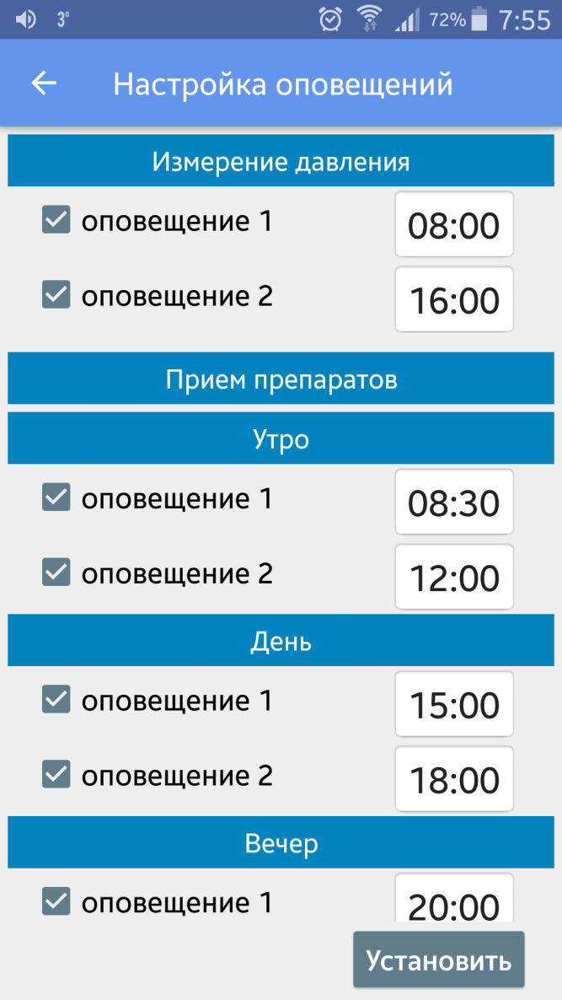 3° 72% 7:55
Настройка оповещений
Измерение давления
оповещение 1 08:00
оповещение 2 16:00
Прием препаратов
Утро
оповещение 1 08:30
оповещение 2 12:00
День
оповещение 1 15:00
оповещение 2 18:00
Вечер
оповещение 1 20:00
Установить